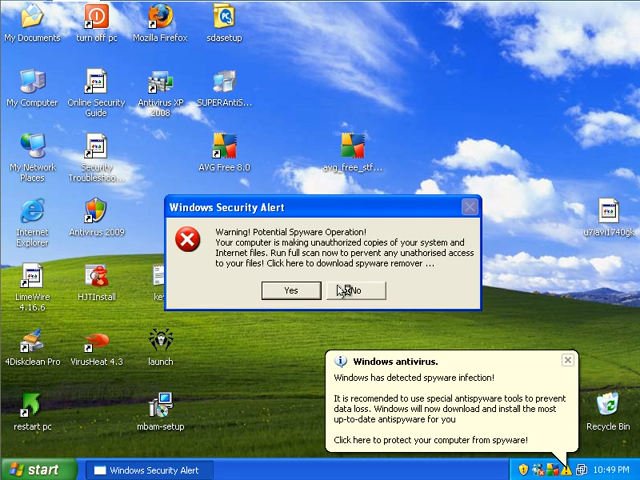 My Documents
turn off pc
Mozilla Firefox
sdasetup
My Computer
Online Security
Guide
Antivirus XP
2008
SUPERAntiS...
My Network
Places
Security
Troubleshoo...
AVG Free 8.0
avg_free_stf...
Internet
Explorer
Antivirus 2009
u7iavi1740gk
LimeWire
4.16.6
HJTInstall
4Diskclean Pro
VirusHeat 4.3
launch
restart pc
mbam-setup
Recycle Bin
Windows Security Alert
Warning! Potential Spyware Operation!
Your computer is making unauthorized copies of your system and
Internet files. Run full scan now to pervent any unathorised access
to your files! Click here to download spyware remover ...
Yes
No
Windows antivirus.
Windows has detected spyware infection!
It is recomended to use special antispyware tools to prevent
data loss. Windows will now download and install the most
up-to-date antispyware for you
Click here to protect your computer from spyware!
start
Windows Security Alert
10:49 PM